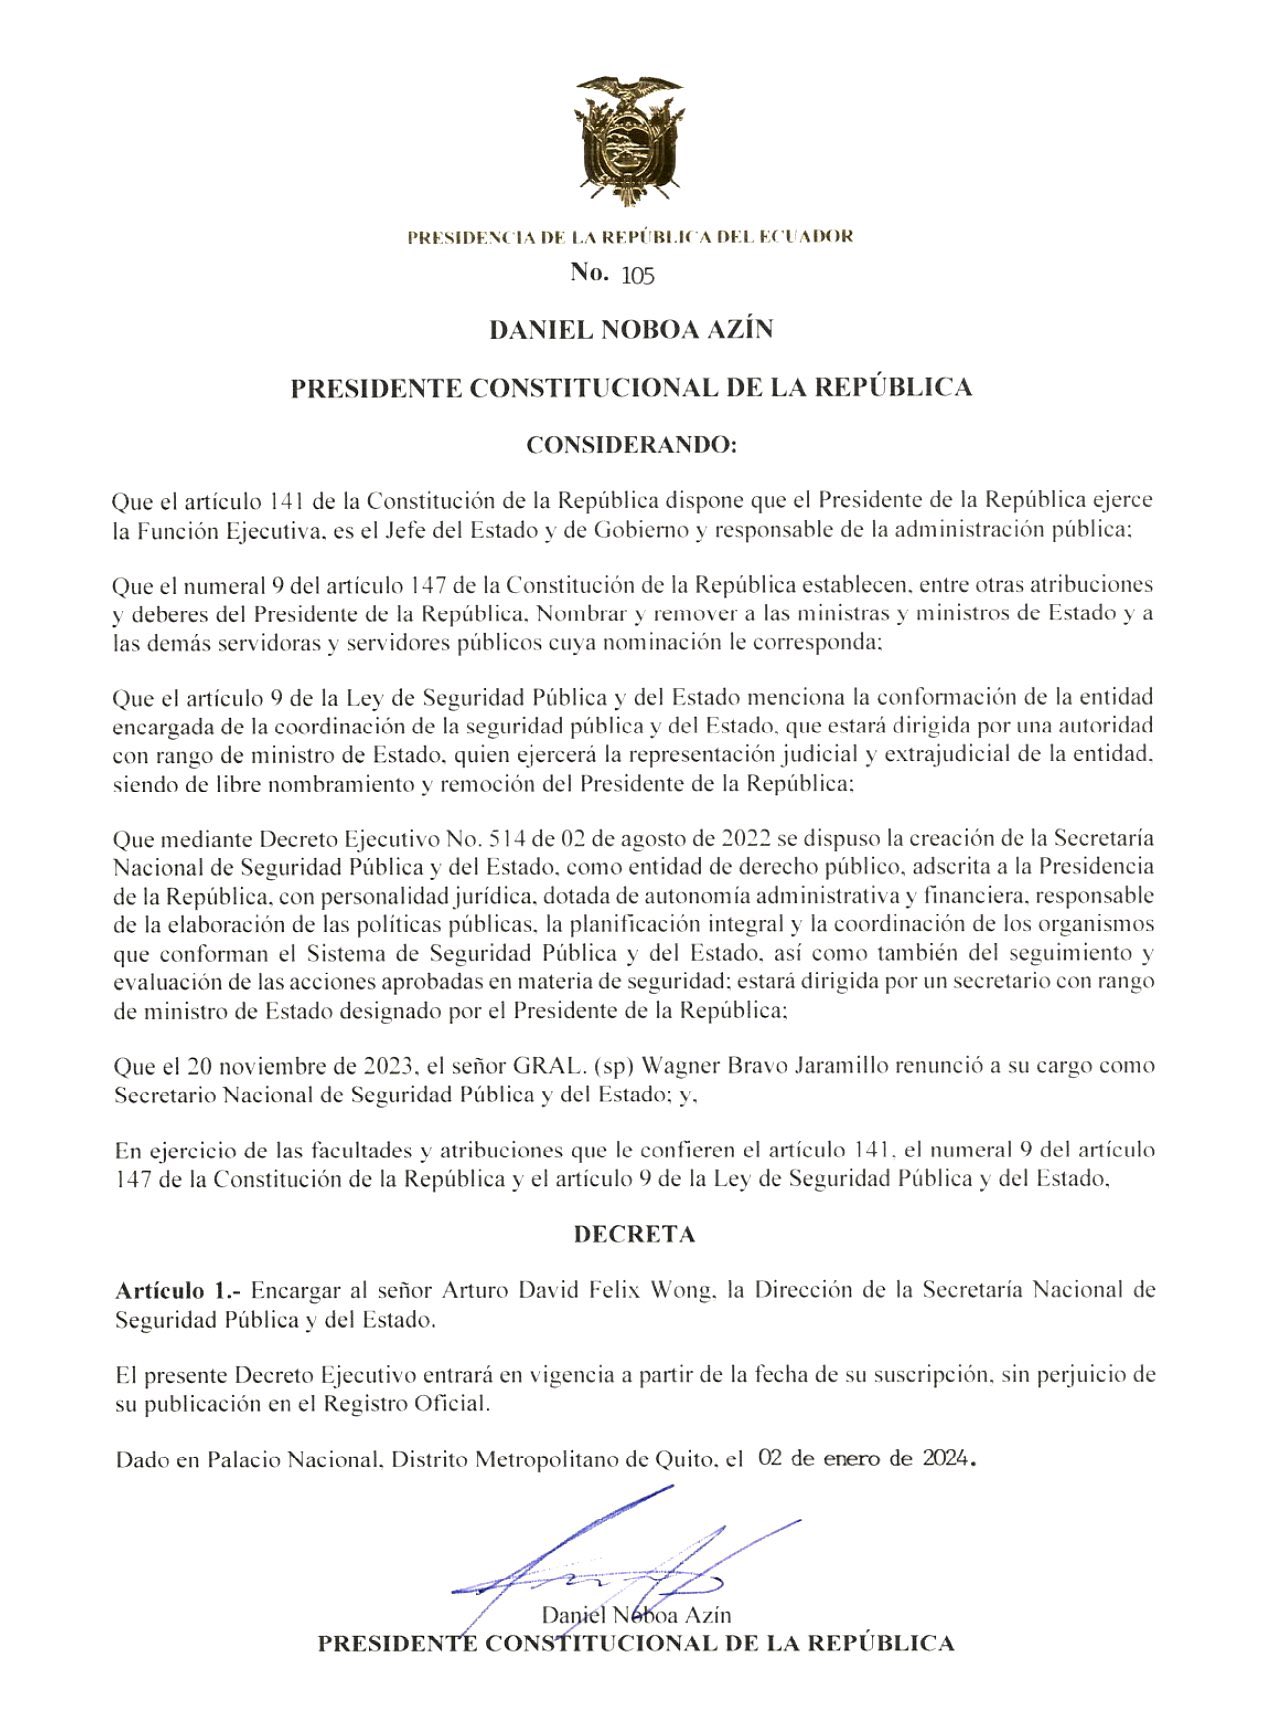 PRESIDENCIA DE LA REPÚBLICA DEL ECUADOR
No. 105
DANIEL NOBOA AZÍN
PRESIDENTE CONSTITUCIONAL DE LA REPÚBLICA
CONSIDERANDO:
Que el artículo 141 de la Constitución de la República dispone que el Presidente de la República ejerce
la Función Ejecutiva, es el Jefe del Estado y de Gobierno y responsable de la administración pública;
Que el numeral 9 del artículo 147 de la Constitución de la República establecen, entre otras atribuciones
y deberes del Presidente de la República, Nombrar y remover a las ministras y ministros de Estado y a
las demás servidoras y servidores públicos cuya nominación le corresponda;
Que el artículo 9 de la Ley de Seguridad Pública y del Estado menciona la conformación de la entidad
encargada de la coordinación de la seguridad pública y del Estado, que estará dirigida por una autoridad
con rango de ministro de Estado, quien ejercerá la representación judicial y extrajudicial de la entidad,
siendo de libre nombramiento y remoción del Presidente de la República;
Que mediante Decreto Ejecutivo No. 514 de 02 de agosto de 2022 se dispuso la creación de la Secretaría
Nacional de Seguridad Pública y del Estado, como entidad de derecho público, adscrita a la Presidencia
de la República, con personalidad jurídica, dotada de autonomía administrativa y financiera, responsable
de la elaboración de las políticas públicas, la planificación integral y la coordinación de los organismos
que conforman el Sistema de Seguridad Pública y del Estado, así como también del seguimiento y
evaluación de las acciones aprobadas en materia de seguridad; estará dirigida por un secretario con rango
de ministro de Estado designado por el Presidente de la República;
Que el 20 noviembre de 2023, el señor GRAL. (sp) Wagner Bravo Jaramillo renunció a su cargo como
Secretario Nacional de Seguridad Pública y del Estado; y,
En ejercicio de las facultades y atribuciones que le confieren el artículo 141, el numeral 9 del artículo
147 de la Constitución de la República y el artículo 9 de la Ley de Seguridad Pública y del Estado,
DECRETA
Artículo 1.- Encargar al señor Arturo David Felix Wong, la Dirección de la Secretaría Nacional de
Seguridad Pública y del Estado.
El presente Decreto Ejecutivo entrará en vigencia a partir de la fecha de su suscripción, sin perjuicio de
su publicación en el Registro Oficial.
Dado en Palacio Nacional, Distrito Metropolitano de Quito, el 02 de enero de 2024.
Daniel Noboa Azín
PRESIDENTE CONSTITUCIONAL DE LA REPÚBLICA